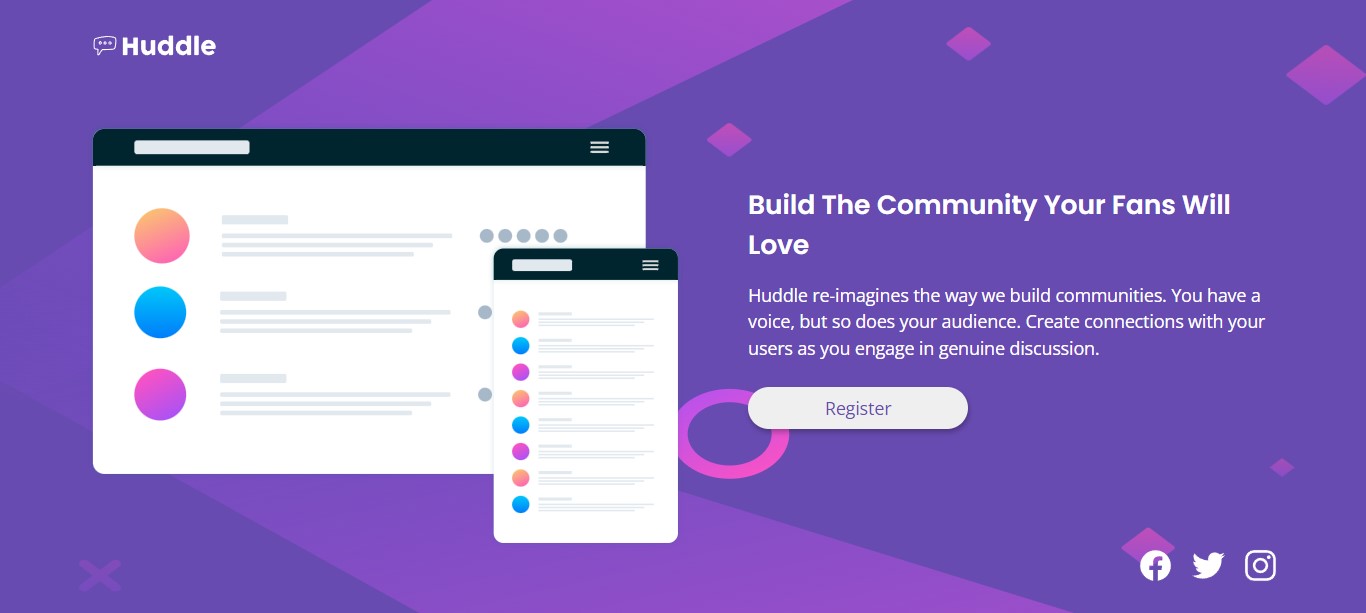 Huddle
Build The Community Your Fans Will
Love
Huddle re-imagines the way we build communities. You have a
voice, but so does your audience. Create connections with your
users as you engage in genuine discussion.
Register